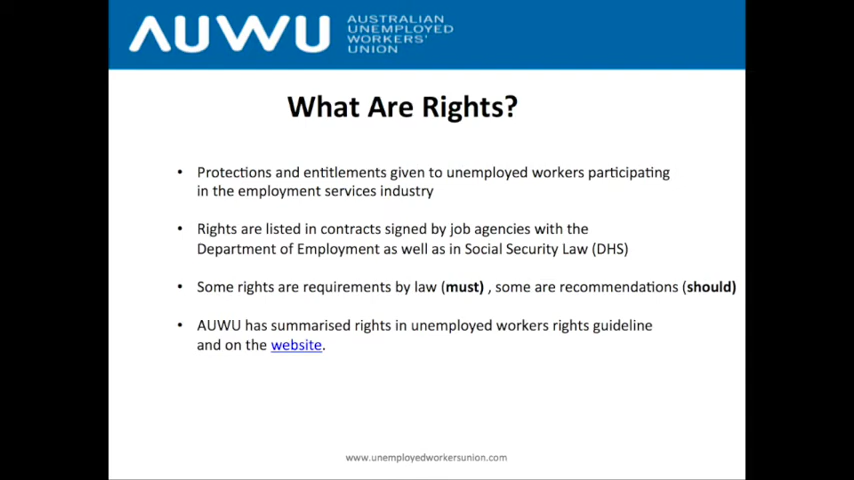 AUWU
AUSTRALIAN
UNEMPLOYED
WORKERS'
UNION
What Are Rights?
• Protections and entitlements given to unemployed workers participating
in the employment services industry
• Rights are listed in contracts signed by job agencies with the
Department of Employment as well as in Social Security Law (DHS)
• Some rights are requirements by law (must) , some are recommendations (should)
• AUWU has summarised rights in unemployed workers rights guideline
and on the website.
www.unemployedworkersunion.com